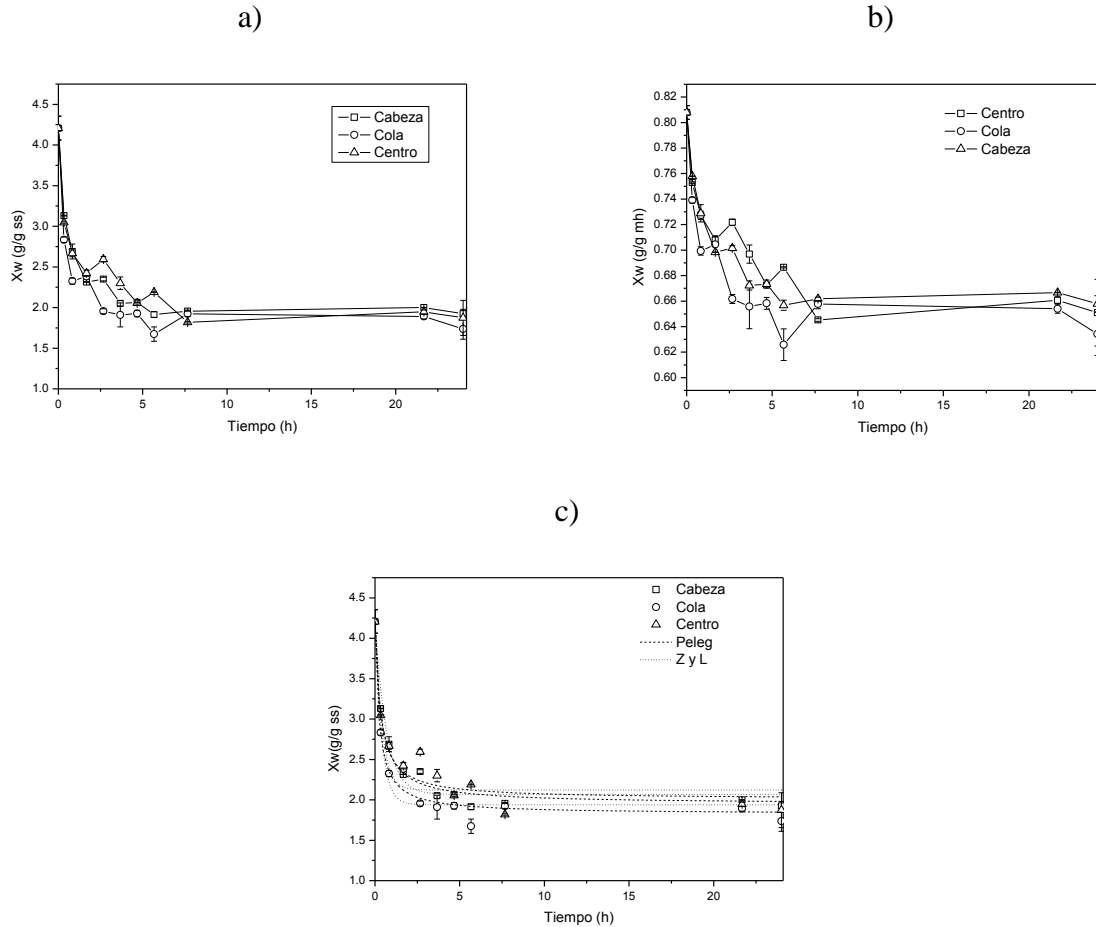 a)
4.5
4.0
3.5
3.0
2.5
2.0
1.5
1.0
0
5
10
15
20
Xw (g/g ss)
Tiempo (h)
Cabeza
Cola
Centro
b)
0.82
0.80
0.78
0.76
0.74
0.72
0.70
0.68
0.66
0.64
0.62
0.60
0
5
10
15
20
Xw (g/g mh)
Tiempo (h)
Centro
Cola
Cabeza
c)
4.5
4.0
3.5
3.0
2.5
2.0
1.5
1.0
0
5
10
15
20
Xw(g/g ss)
Tiempo (h)
Cabeza
Cola
Centro
Peleg
Z y L